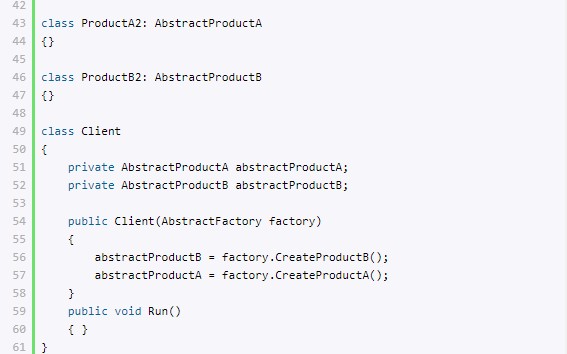 42
43 class ProductA2: AbstractProductA
44 {}
45
46 class ProductB2: AbstractProductB
47 {}
48
49 class Client
50 {
51     private AbstractProductA abstractProductA;
52     private AbstractProductB abstractProductB;
53
54     public Client(AbstractFactory factory)
55     {
56         abstractProductB = factory.CreateProductB();
57         abstractProductA = factory.CreateProductA();
58     }
59     public void Run()
60     { }
61 }